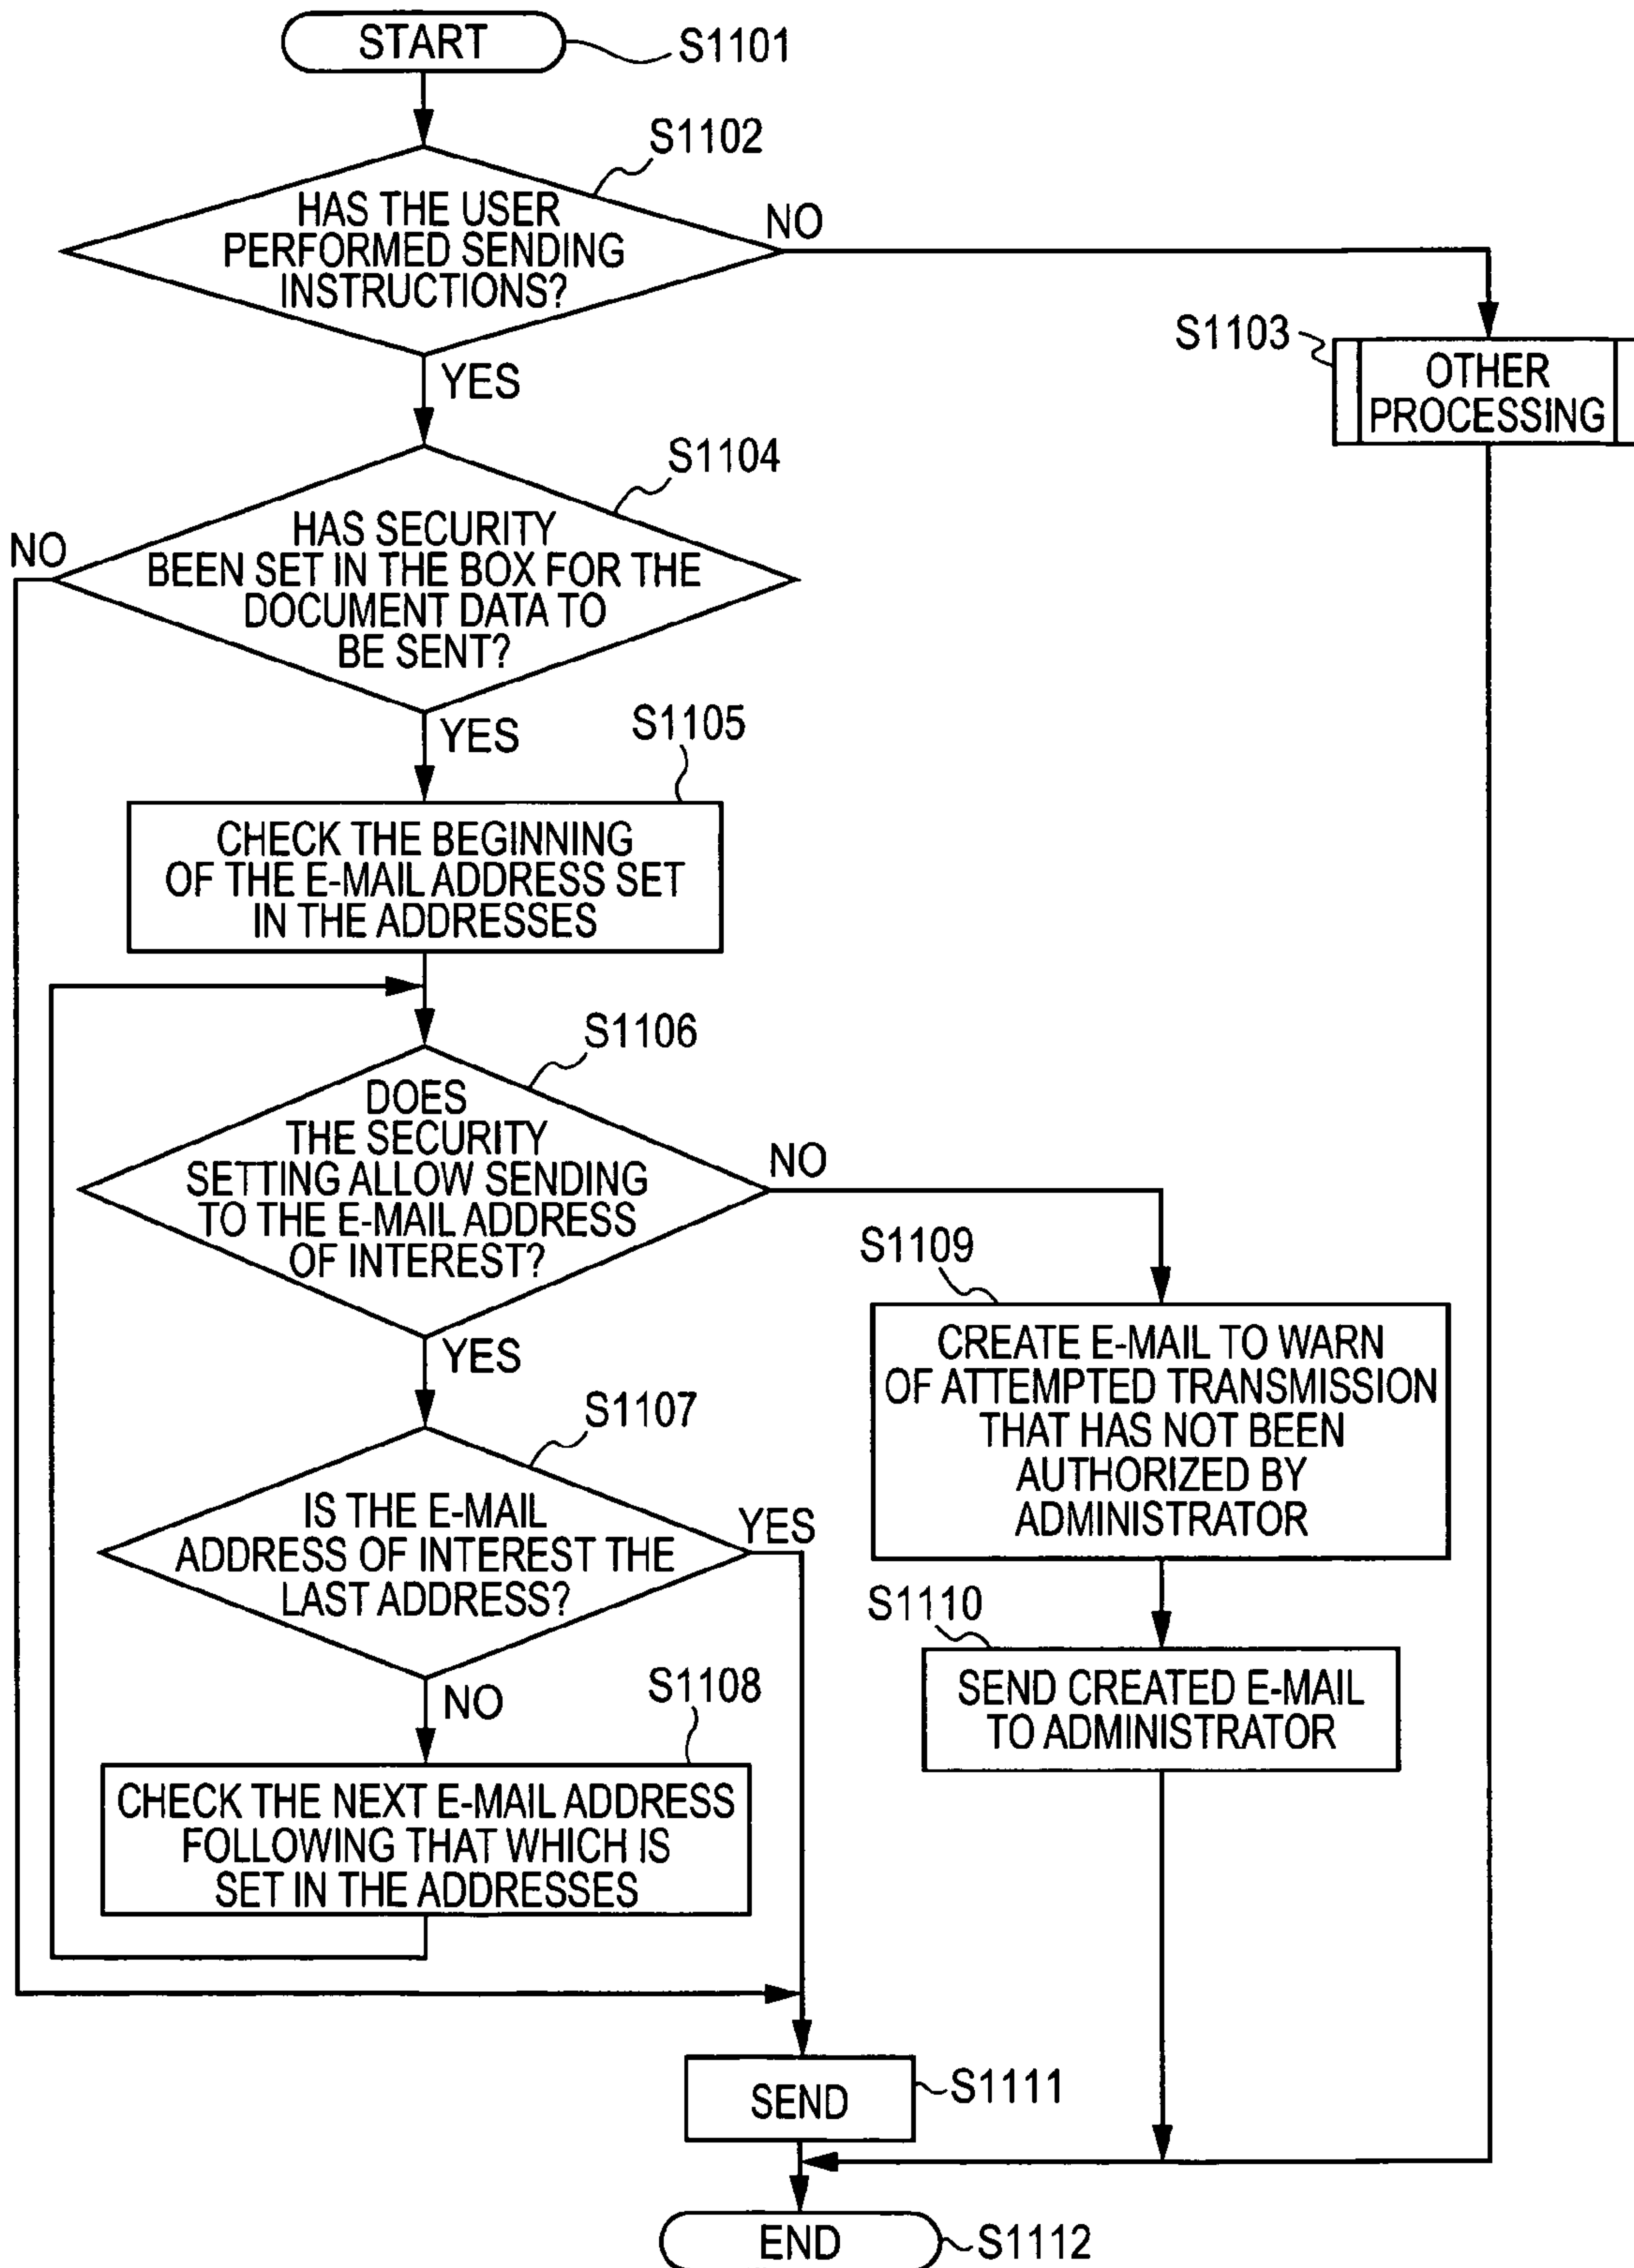 START
S1101
S1102
HAS THE USER
PERFORMED SENDING
INSTRUCTIONS?
NO
YES
S1103
OTHER
PROCESSING
S1104
NO
HAS SECURITY
BEEN SET IN THE BOX FOR THE
DOCUMENT DATA TO
BE SENT?
YES
S1105
CHECK THE BEGINNING
OF THE E-MAIL ADDRESS SET
IN THE ADDRESSES
S1106
DOES
THE SECURITY
SETTING ALLOW SENDING
TO THE E-MAIL ADDRESS
OF INTEREST?
NO
YES
S1109
CREATE E-MAIL TO WARN
OF ATTEMPTED TRANSMISSION
THAT HAS NOT BEEN
AUTHORIZED BY
ADMINISTRATOR
S1107
IS THE E-MAIL
ADDRESS OF INTEREST THE
LAST ADDRESS?
YES
NO
S1110
SEND CREATED E-MAIL
TO ADMINISTRATOR
S1108
CHECK THE NEXT E-MAIL ADDRESS
FOLLOWING THAT WHICH IS
SET IN THE ADDRESSES
SEND
S1111
END
S1112